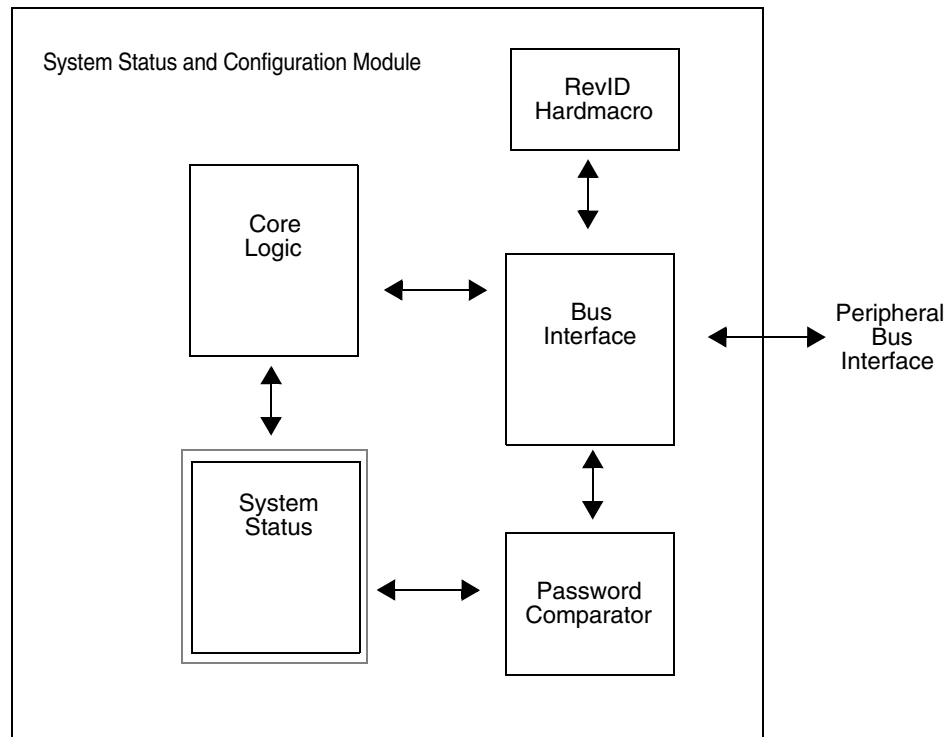 System Status and Configuration Module
RevID
Hardmacro
Core
Logic
Bus
Interface
Peripheral
Bus
Interface
System
Status
Password
Comparator